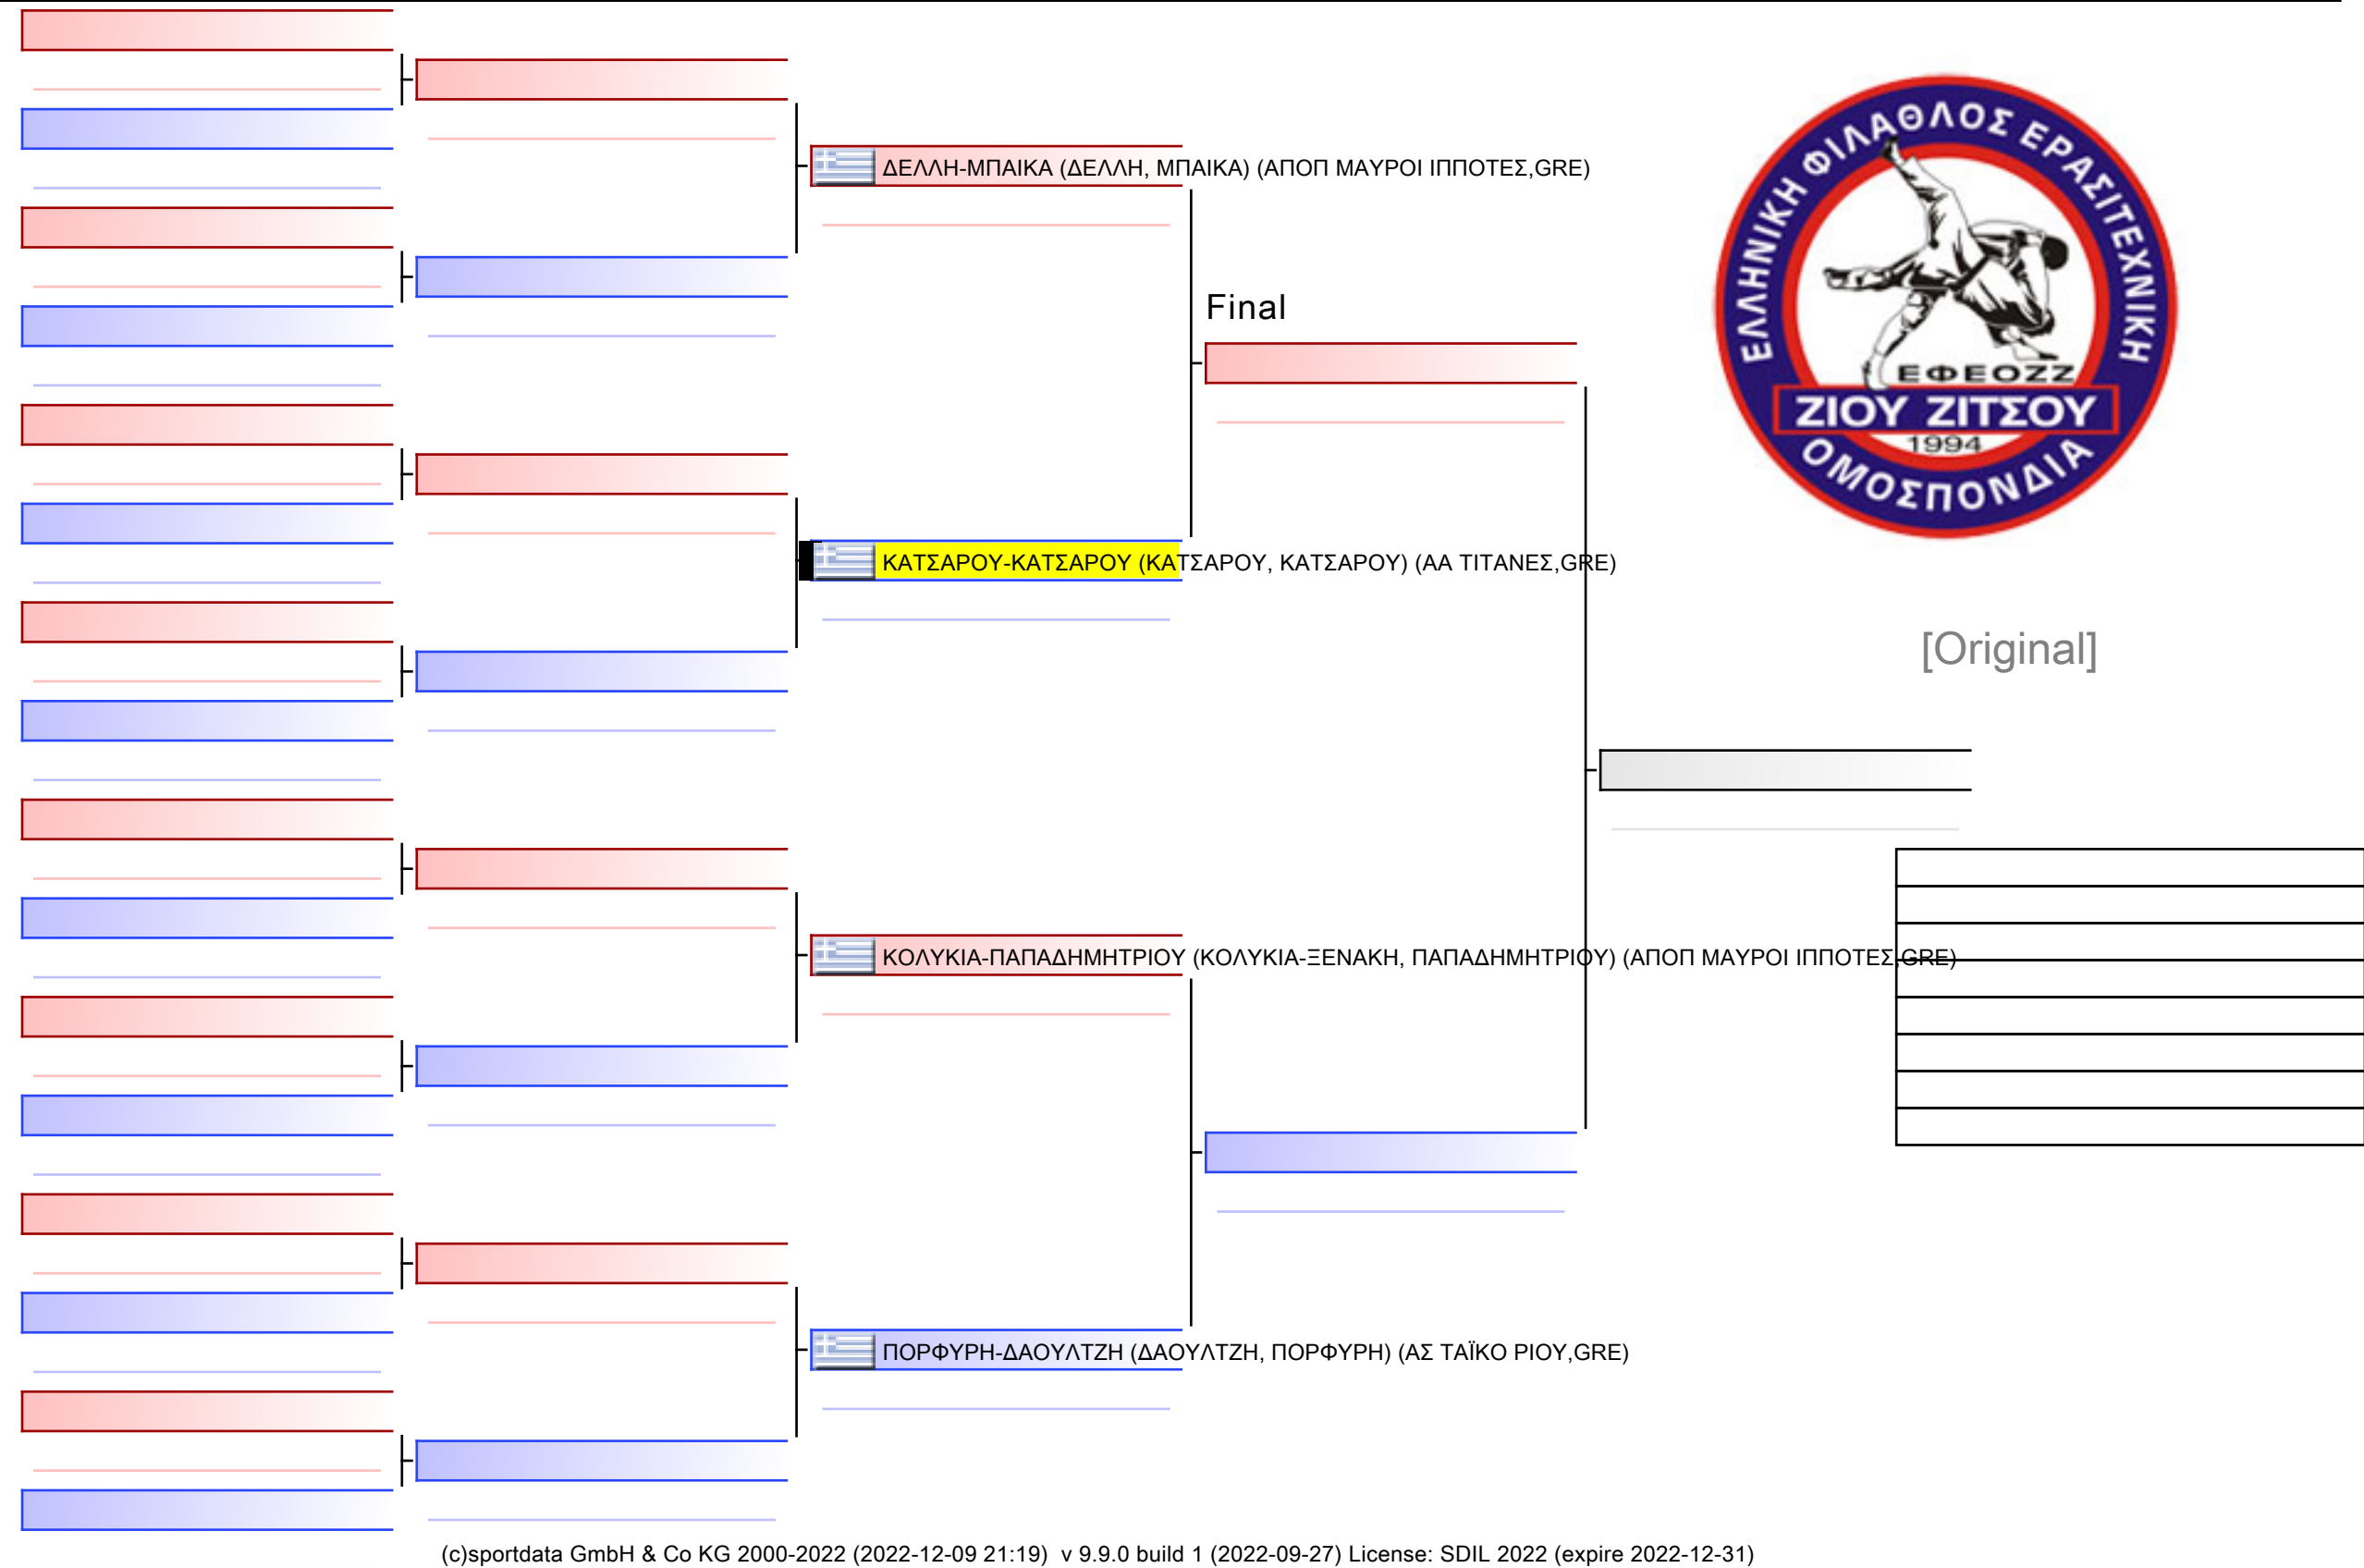 ΔΕΛΛΗ-ΜΠΑΙΚΑ (ΔΕΛΛΗ, ΜΠΑΙΚΑ) (ΑΠΟΠ ΜΑΥΡΟΙ ΙΠΠΟΤΕΣ,GRE)
Final
ΚΑΤΣΑΡΟΥ-ΚΑΤΣΑΡΟΥ (ΚΑΤΣΑΡΟΥ, ΚΑΤΣΑΡΟΥ) (ΑΑ ΤΙΤΑΝΕΣ,GRE)
ΕΛΛΗΝΙΚΗ ΦΙΛΑΘΛΟΣ ΕΡΑΣΙΤΕΧΝΙΚΗ
ΕΦΕΟΖΖ
ΖΙΟΥ ΖΙΤΣΟΥ
1994
ΟΜΟΣΠΟΝΔΙΑ
[Original]
ΚΟΛΥΚΙΑ-ΠΑΠΑΔΗΜΗΤΡΙΟΥ (ΚΟΛΥΚΙΑ-ΞΕΝΑΚΗ, ΠΑΠΑΔΗΜΗΤΡΙΟΥ) (ΑΠΟΠ ΜΑΥΡΟΙ ΙΠΠΟΤΕΣ,GRE)
ΠΟΡΦΥΡΗ-ΔΑΟΥΛΤΖΗ (ΔΑΟΥΛΤΖΗ, ΠΟΡΦΥΡΗ) (ΑΣ ΤΑΪΚΟ ΡΙΟΥ,GRE)
(c)sportdata GmbH & Co KG 2000-2022 (2022-12-09 21:19) v 9.9.0 build 1 (2022-09-27) License: SDIL 2022 (expire 2022-12-31)